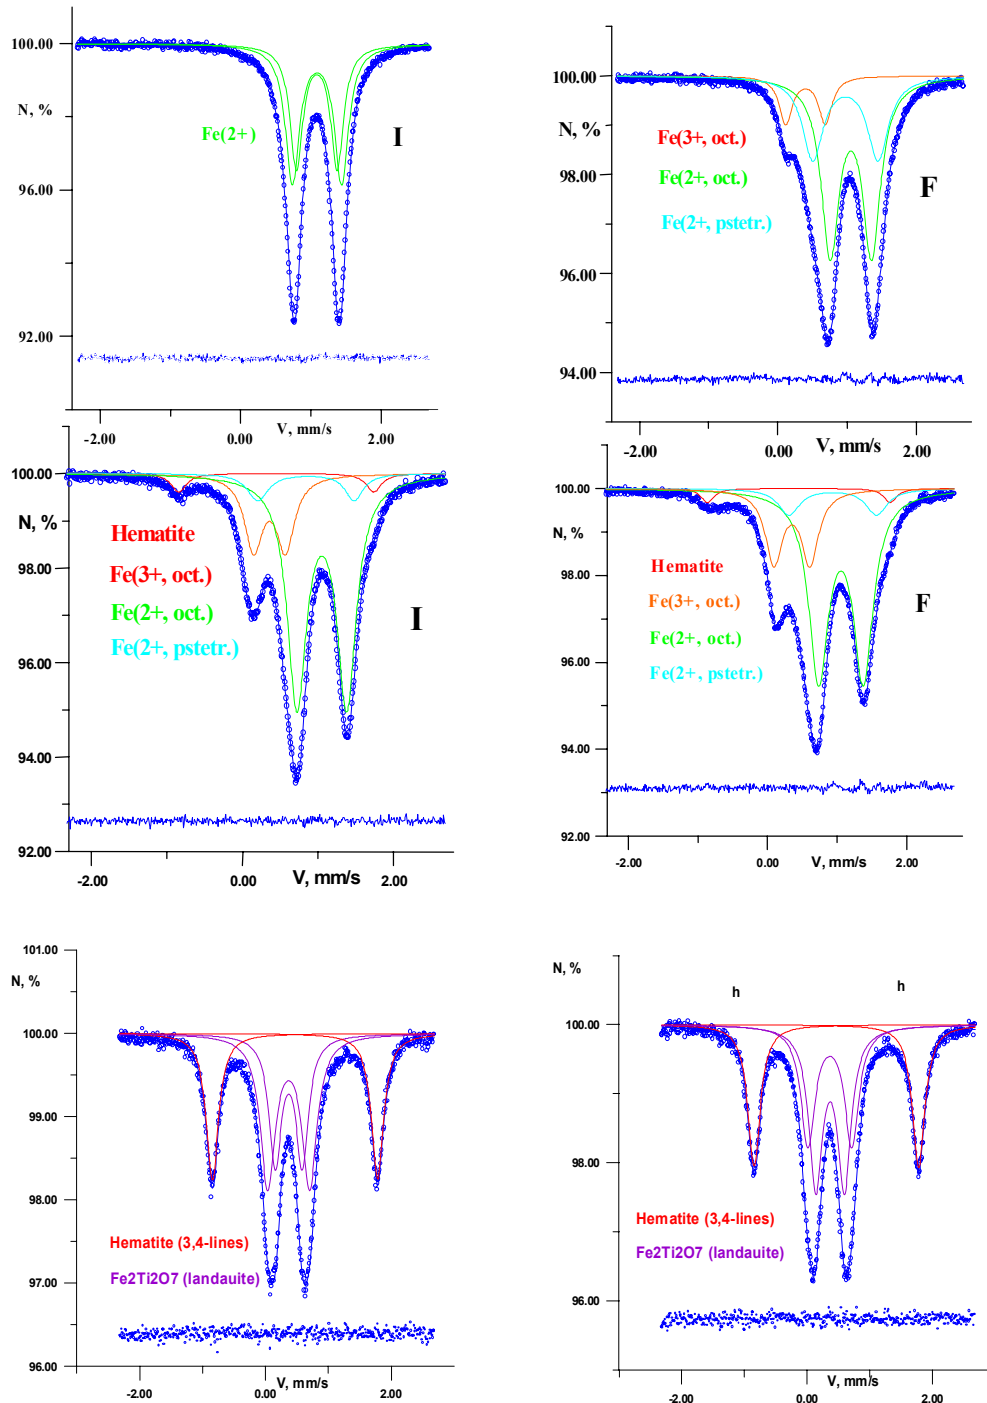 100.00
N, %
Fe(2+)
I
96.00
92.00
-2.00
0.00
2.00
V, mm/s
100.00
N, %
Fe(3+, oct.)
98.00
Fe(2+, oct.)
F
Fe(2+, pstetr.)
96.00
94.00
-2.00
0.00
2.00
V, mm/s
100.00
N, %
Hematite
98.00
Fe(3+, oct.)
Fe(2+, oct.)
I
Fe(2+, pstetr.)
96.00
94.00
92.00
-2.00
0.00
2.00
V, mm/s
100.00
N, %
Hematite
98.00
Fe(3+, oct.)
F
Fe(2+, oct.)
Fe(2+, pstetr.)
96.00
94.00
92.00
-2.00
0.00
2.00
V, mm/s
101.00
N, %
100.00
99.00
98.00
Hematite (3,4-lines)
Fe2Ti2O7 (landauite)
97.00
96.00
-2.00
0.00
2.00
V, mm/s
N, %
h
h
100.00
98.00
Hematite (3,4-lines)
Fe2Ti2O7 (landauite)
96.00
-2.00
0.00
2.00
V, mm/s